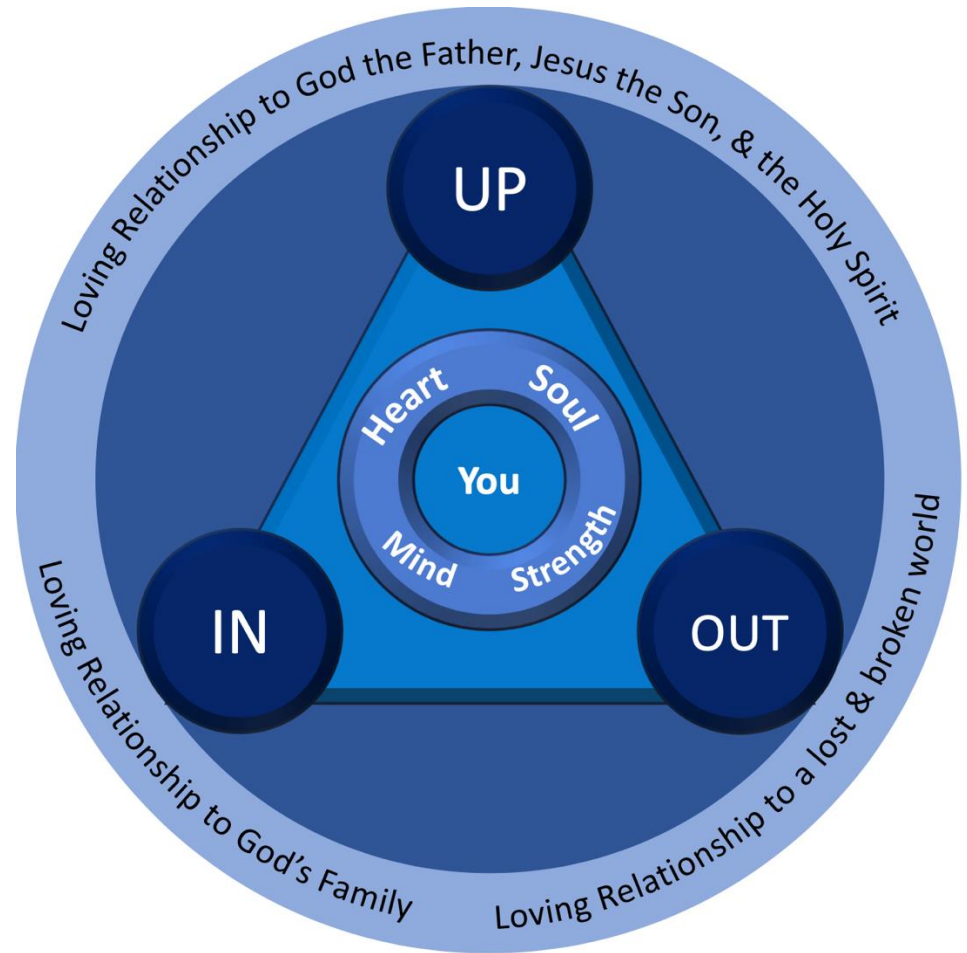 Loving Relationship to God the Father, Jesus the Son, & the Holy Spirit
UP
Heart
Soul
You
Mind
Strength
IN
OUT
Loving Relationship to God’s Family
Loving Relationship to a lost & broken world